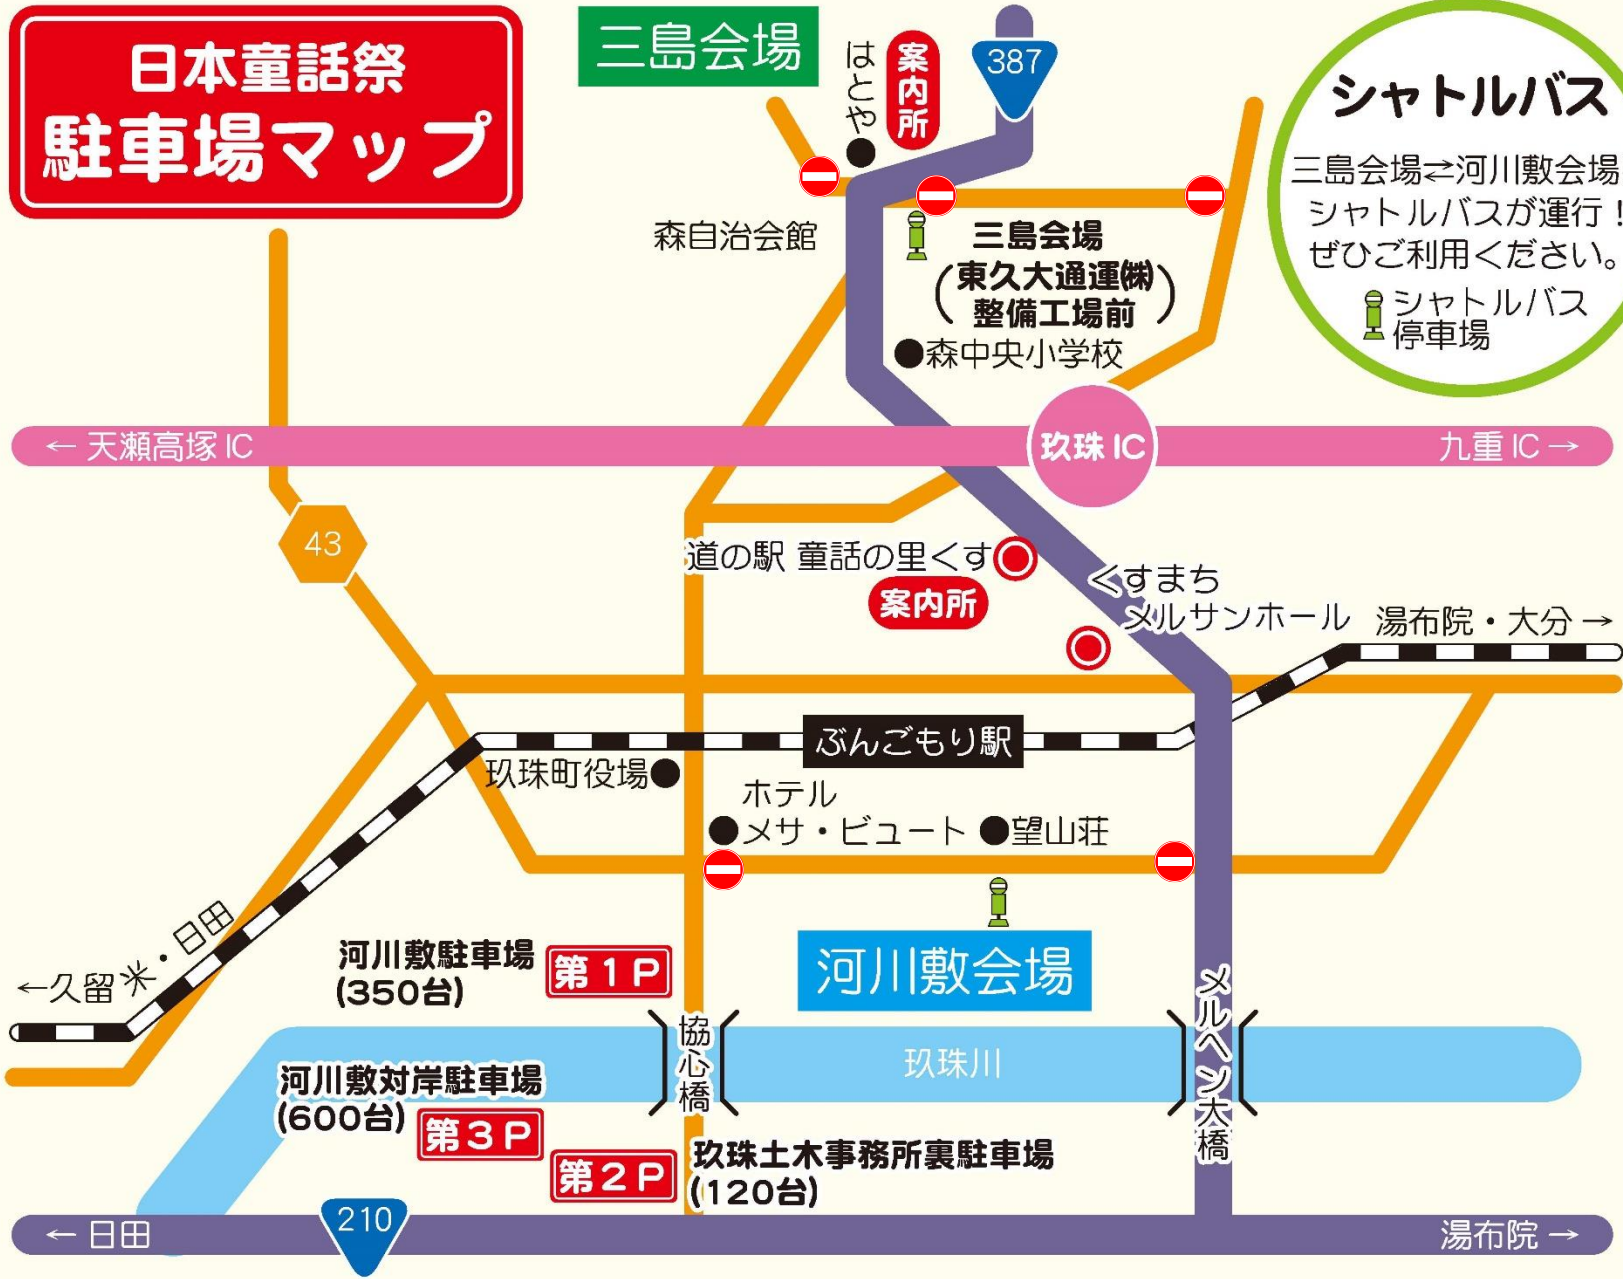 日本童話祭
駐車場マップ
三島会場
はとや
案内所
387
シャトルバス
三島会場⇄河川敷会場
シャトルバスが運行！
ぜひご利用ください。
シャトルバス
停車場
森自治会館
三島会場
(東久大通運㈱
整備工場前)
森中央小学校
← 天瀬高塚 IC
玖珠 IC
九重 IC →
43
道の駅 童話の里くす
案内所
くすまち
メルサンホール
湯布院・大分 →
ぶんごもり駅
玖珠町役場
ホテル
メサ・ビュート
望山荘
←久留米・日田
河川敷駐車場
(350台)
第1P
河川敷会場
協心橋
玖珠川
メルヘン大橋
河川敷対岸駐車場
(600台)
第3P
第2P
玖珠土木事務所裏駐車場
(120台)
← 日田
210
湯布院 →